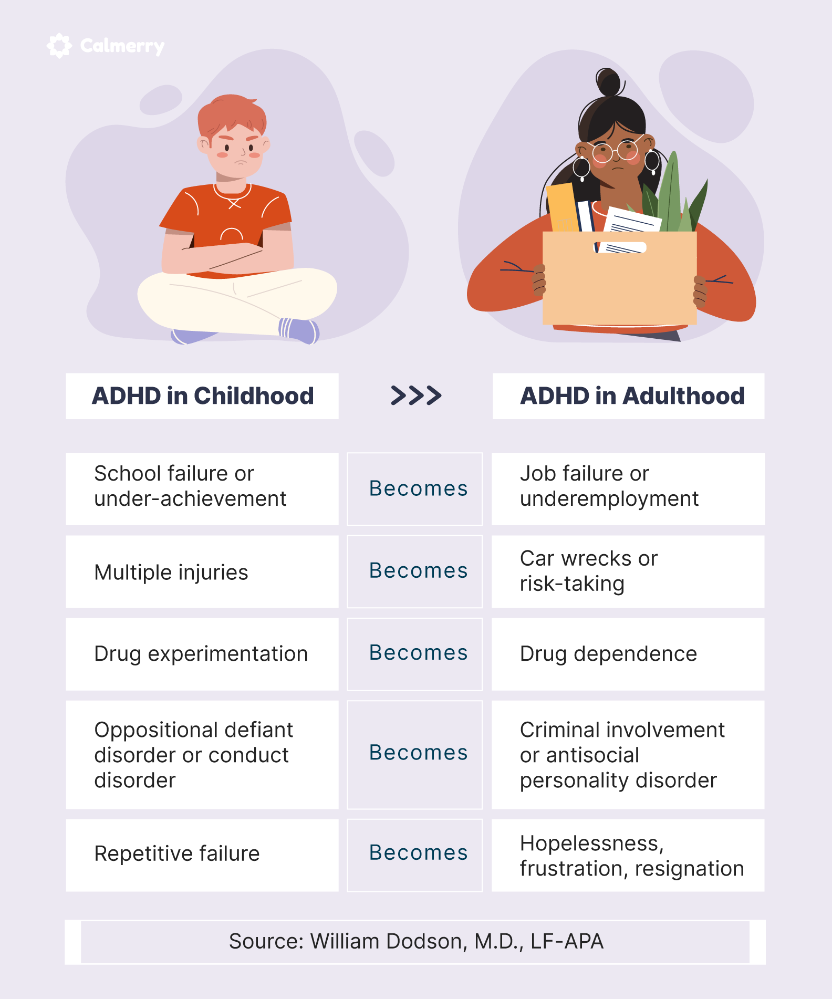 Calmerry
ADHD in Childhood
>>>
ADHD in Adulthood
School failure or
under-achievement
Becomes
Job failure or
underemployment
Multiple injuries
Becomes
Car wrecks or
risk-taking
Drug experimentation
Becomes
Drug dependence
Oppositional defiant
disorder or conduct
disorder
Becomes
Criminal involvement
or antisocial
personality disorder
Repetitive failure
Becomes
Hopelessness,
frustration, resignation
Source: William Dodson, M.D., LF-APA